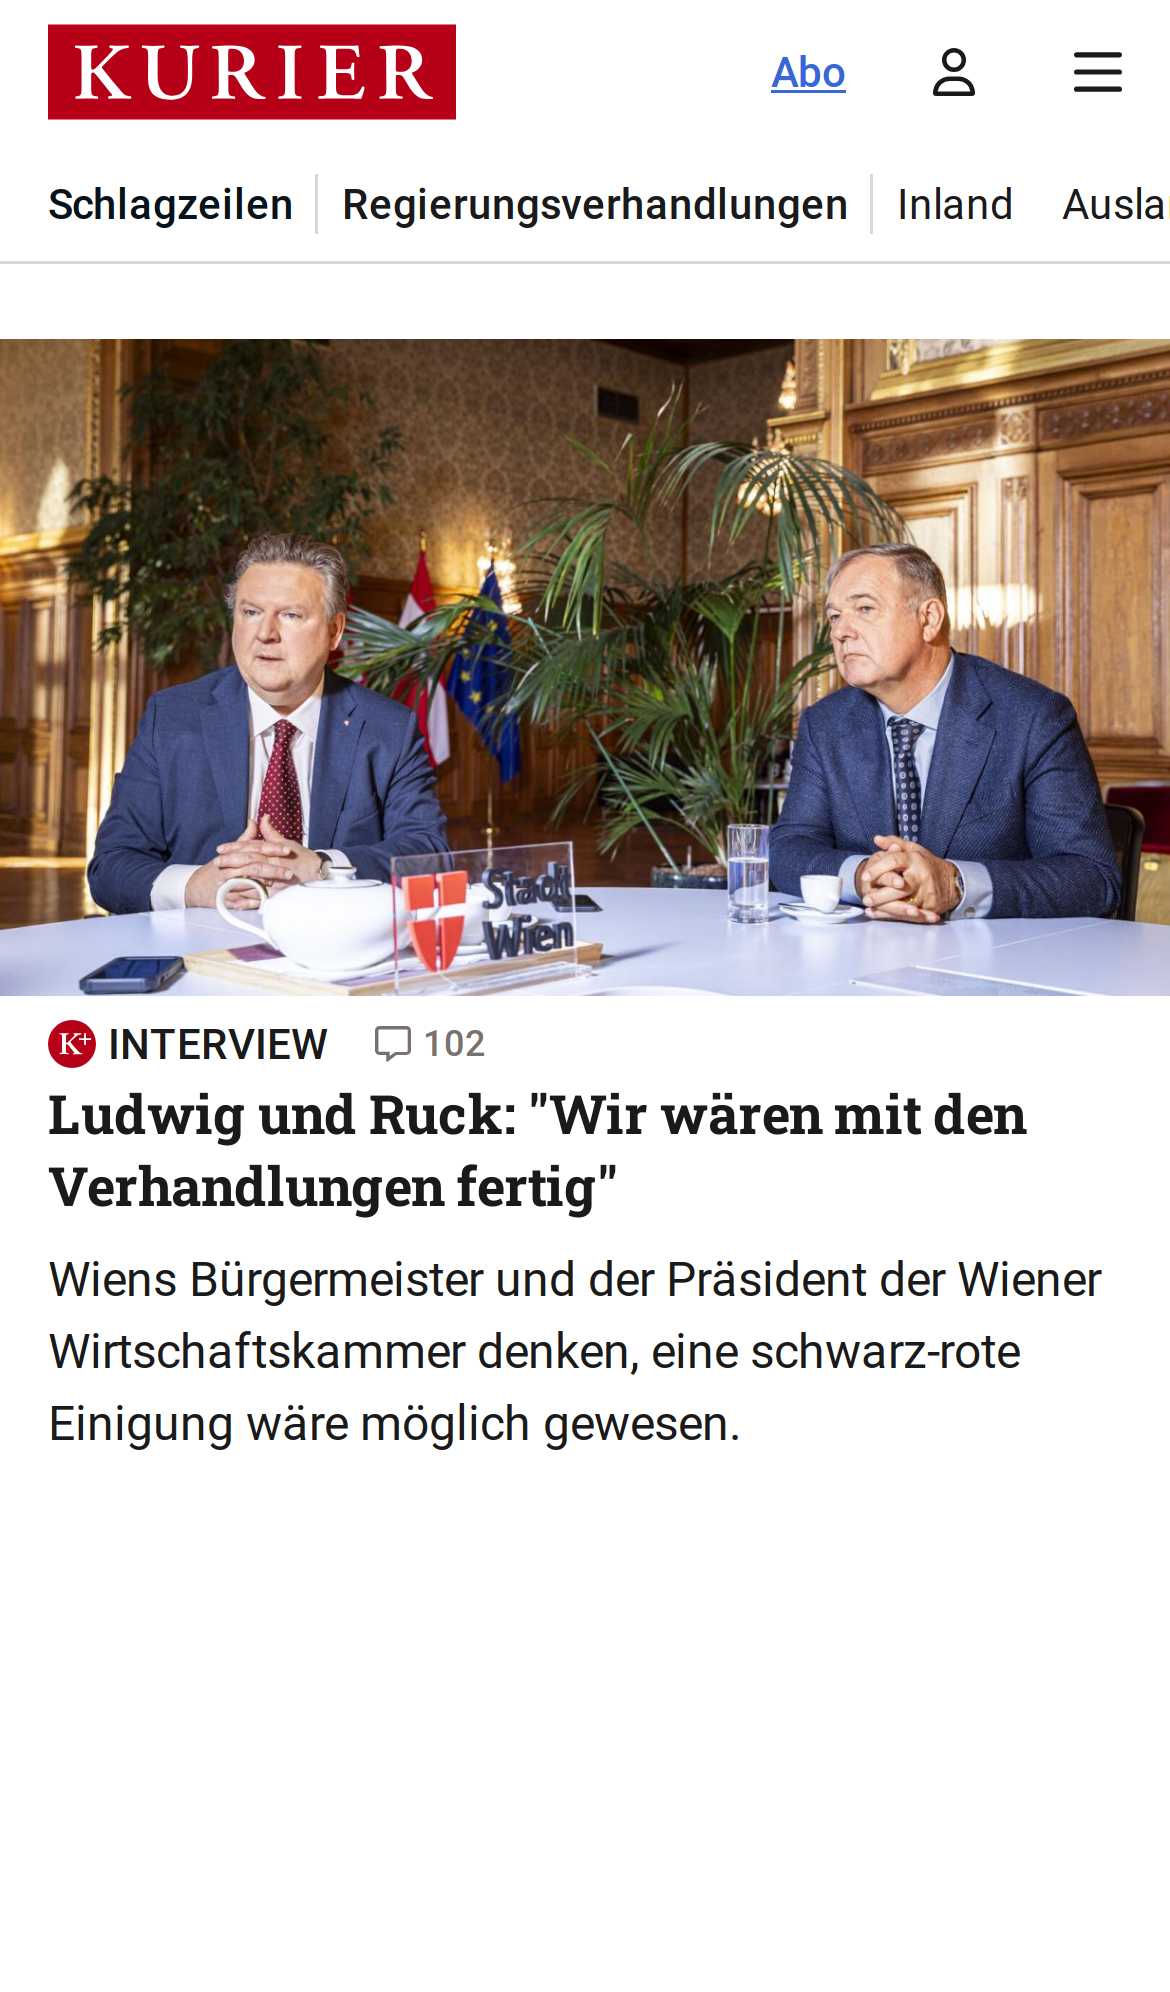 KURIER
Abo
Schlagzeilen
Regierungsverhandlungen
Inland
Stadt
Wien
K+ INTERVIEW
102
Ludwig und Ruck: "Wir wären mit den
Verhandlungen fertig"
Wiens Bürgermeister und der Präsident der Wiener
Wirtschaftskammer denken, eine schwarz-rote
Einigung wäre möglich gewesen.